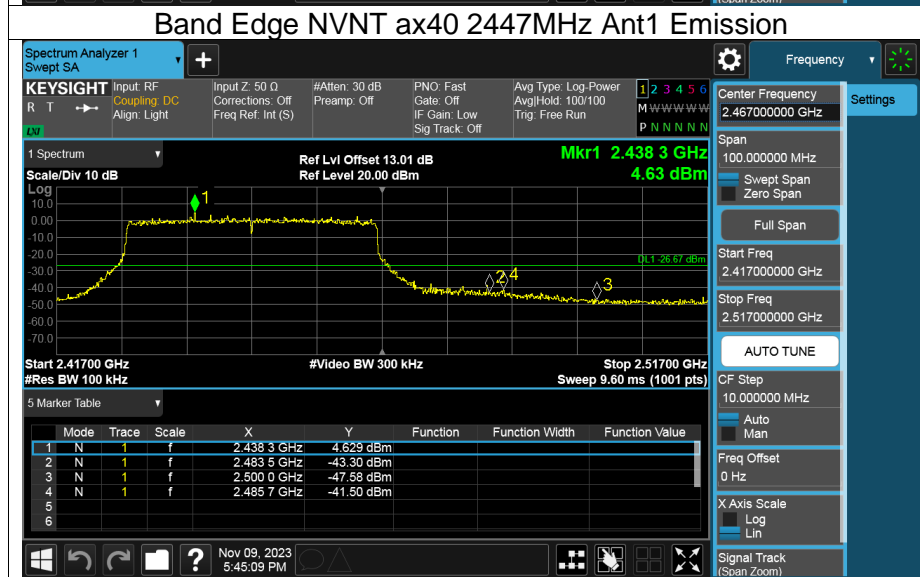 (Span Zoom)
Band Edge NVNT ax40 2447MHz Ant1 Emission
Spectrum Analyzer 1
Swept SA
+
Frequency
KEYSIGHT
R T
LXI
Input: RF
Coupling: DC
Align: Light
Input Z: 50 Ω
Corrections: Off
Freq Ref: Int (S)
#Atten: 30 dB
Preamp: Off
PNO: Fast
Gate: Off
IF Gain: Low
Sig Track: Off
Avg Type: Log-Power
Avg|Hold: 100/100
Trig: Free Run
1 2 3 4 5 6
M W W W W W
P N N N N N
Center Frequency
2.467000000 GHz
Settings
1 Spectrum
Scale/Div 10 dB
Ref Lvl Offset 13.01 dB
Ref Level 20.00 dBm
Mkr1 2.438 3 GHz
4.63 dBm
Span
100.000000 MHz
Swept Span
Zero Span
Log
10.0
0.00
-10.0
-20.0
-30.0
-40.0
-50.0
-60.0
-70.0
1
2
4
3
DL1 -26.67 dBm
Full Span
Start Freq
2.417000000 GHz
Stop Freq
2.517000000 GHz
AUTO TUNE
Start 2.41700 GHz
#Video BW 300 kHz
Stop 2.51700 GHz
#Res BW 100 kHz
Sweep 9.60 ms (1001 pts)
CF Step
10.000000 MHz
Auto
Man
5 Marker Table
Mode Trace Scale X Y Function Function Width Function Value
1 N 1 f 2.438 3 GHz 4.629 dBm
2 N 1 f 2.483 5 GHz -43.30 dBm
3 N 1 f 2.500 0 GHz -47.58 dBm
4 N 1 f 2.485 7 GHz -41.50 dBm
5
6
Freq Offset
0 Hz
X Axis Scale
Log
Lin
?
Nov 09, 2023
5:45:09 PM
Signal Track
(Span Zoom)